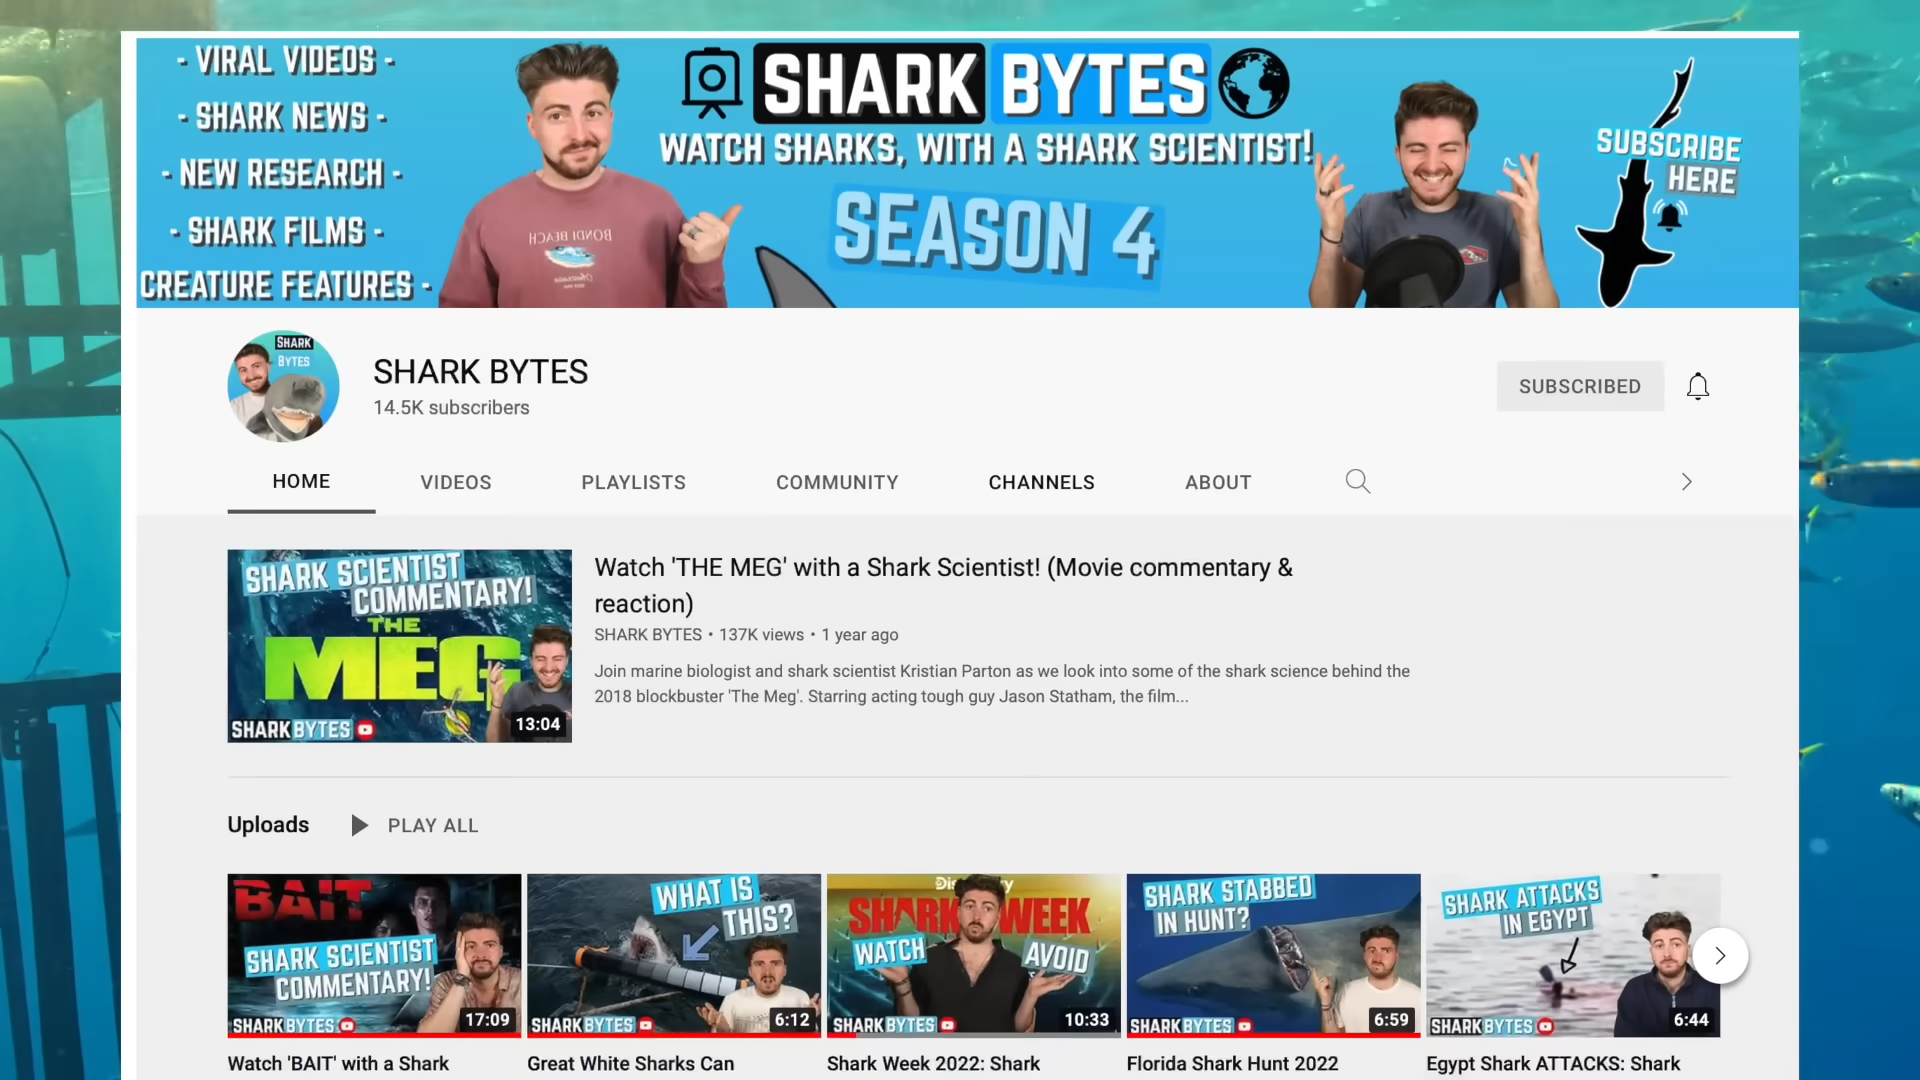 - VIRAL VIDEOS -
- SHARK NEWS -
- NEW RESEARCH -
- SHARK FILMS -
CREATURE FEATURES -
BONDI BEACH
SHARK BYTES
WATCH SHARKS, WITH A SHARK SCIENTIST!
SEASON 4
SUBSCRIBE
HERE
SHARK
BYTES
SHARK BYTES
14.5K subscribers
SUBSCRIBED
HOME
VIDEOS
PLAYLISTS
COMMUNITY
CHANNELS
ABOUT
SHARK SCIENTIST
COMMENTARY!
THE
MEG
SHARK BYTES
13:04
Watch 'THE MEG' with a Shark Scientist! (Movie commentary &
reaction)
SHARK BYTES • 137K views • 1 year ago
Join marine biologist and shark scientist Kristian Parton as we look into some of the shark science behind the
2018 blockbuster 'The Meg'. Starring acting tough guy Jason Statham, the film...
Uploads
PLAY ALL
BAIT
SHARK SCIENTIST
COMMENTARY!
SHARK BYTES
17:09
WHAT IS
THIS?
SHARK BYTES
6:12
SHARK WEEK
WATCH
AVOID
SHARK BYTES
10:33
SHARK STABBED
IN HUNT?
SHARK BYTES
6:59
SHARK ATTACKS
IN EGYPT
SHARK BYTES
6:44
Watch 'BAIT' with a Shark
Great White Sharks Can
Shark Week 2022: Shark
Florida Shark Hunt 2022
Egypt Shark ATTACKS: Shark